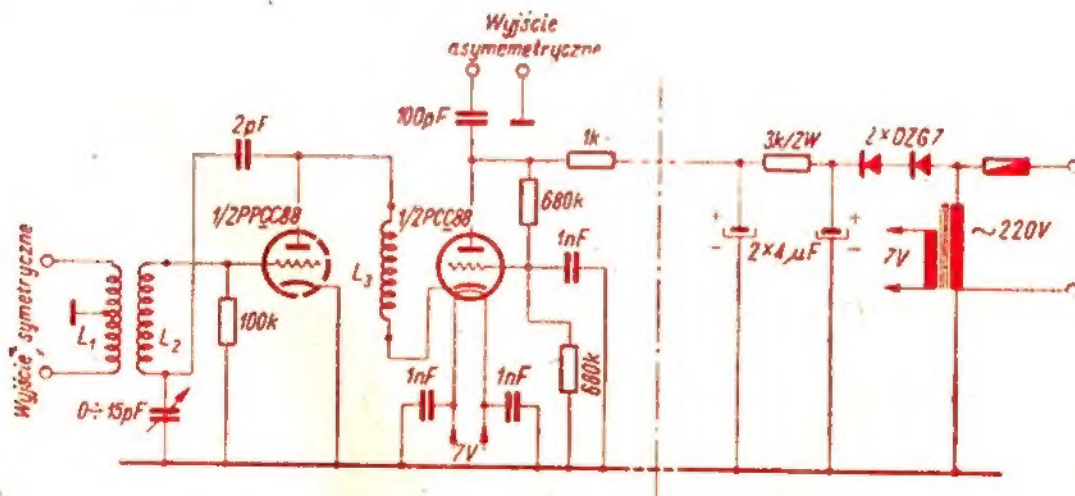 Wyjście
asymetryczne
100pF
2pF
1k
3k/2W
2×DZG7
1/2PPCC88
1/2PCC88
680k
1nF
+
-
2×4µF
+
-
7V
~220V
L3
Wyjście" symetryczne
L1
L2
100k
680k
0÷15pF
1nF
1nF
7V